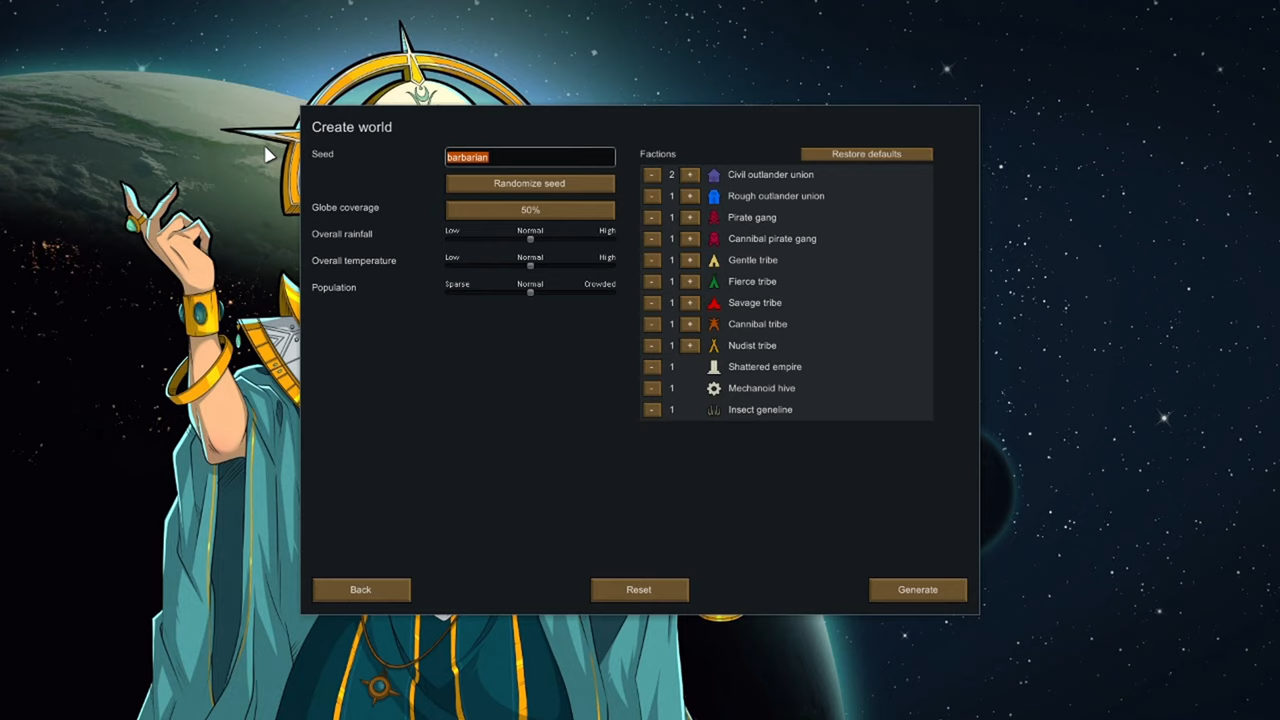 Create world
Seed
barbarian
Randomize seed
Globe coverage
50%
Overall rainfall
Low Normal High
Overall temperature
Low Normal High
Population
Sparse Normal Crowded
Factions
Restore defaults
- 2 + Civil outlander union
- 1 + Rough outlander union
- 1 + Pirate gang
- 1 + Cannibal pirate gang
- 1 + Gentle tribe
- 1 + Fierce tribe
- 1 + Savage tribe
- 1 + Cannibal tribe
- 1 + Nudist tribe
- 1 Shattered empire
- 1 Mechanoid hive
- 1 Insect geneline
Back
Reset
Generate